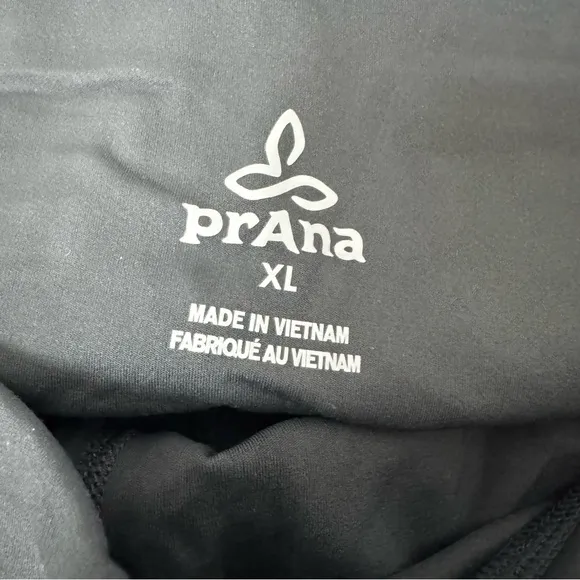 prAna
XL
MADE IN VIETNAM
FABRIQUÉ AU VIETNAM